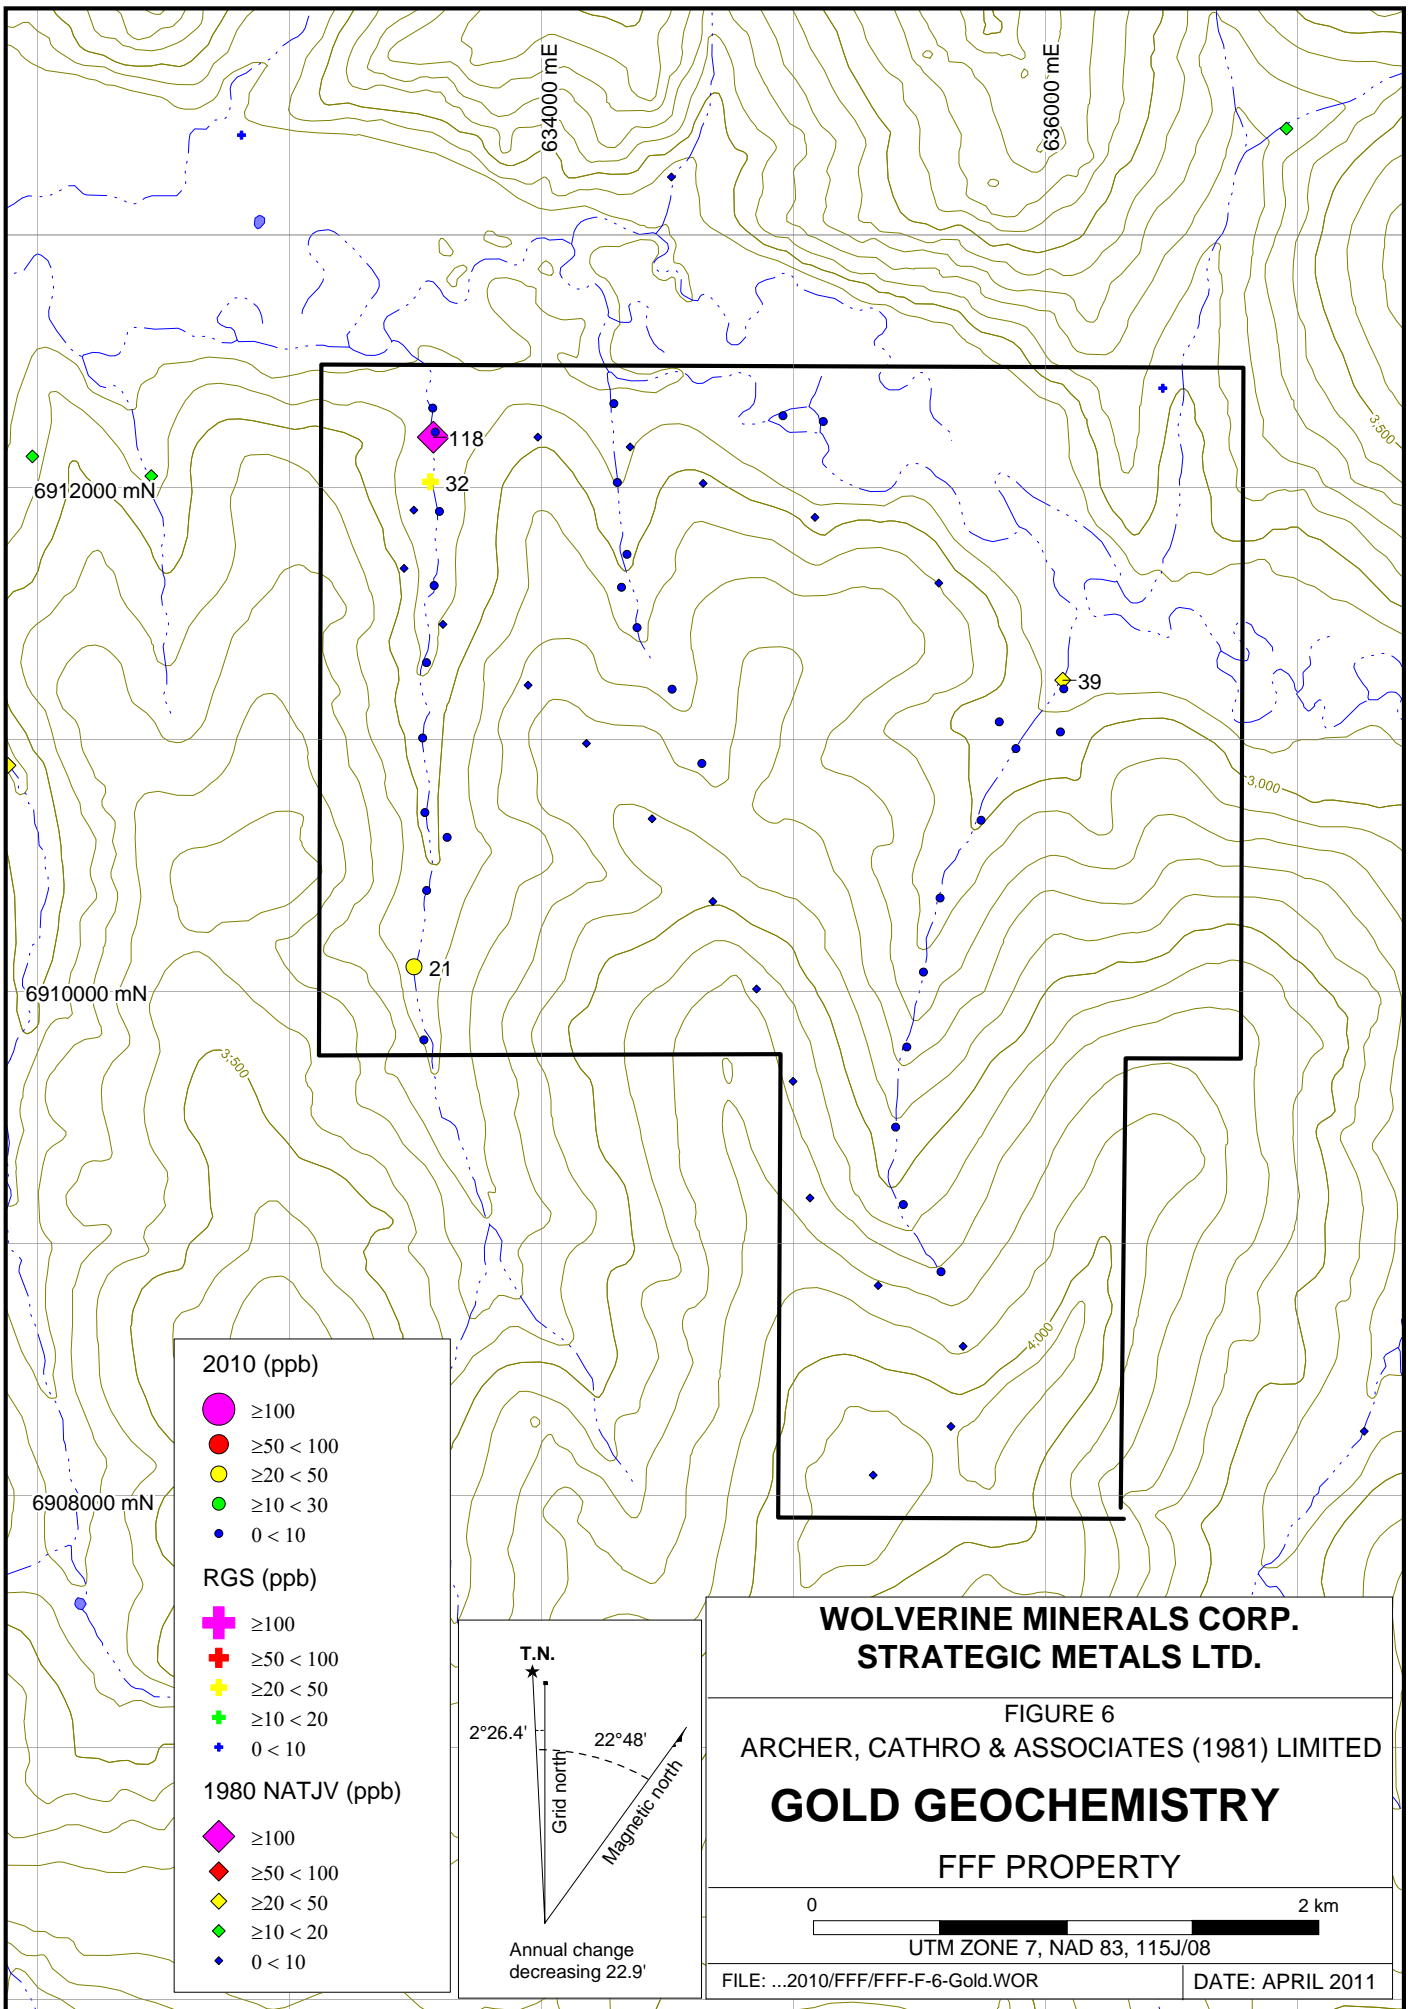 634000 mE
636000 mE
3,500
118
6912000 mN
32
39
3,000
21
6910000 mN
3,500
4,000
6908000 mN
2010 (ppb)
≥100
≥50 < 100
≥20 < 50
≥10 < 30
0 < 10
RGS (ppb)
≥100
≥50 < 100
≥20 < 50
≥10 < 20
0 < 10
1980 NATJV (ppb)
≥100
≥50 < 100
≥20 < 50
≥10 < 20
0 < 10
T.N.
2°26.4'
22°48'
Grid north
Magnetic north
Annual change
decreasing 22.9'
WOLVERINE MINERALS CORP.
STRATEGIC METALS LTD.
FIGURE 6
ARCHER, CATHRO & ASSOCIATES (1981) LIMITED
GOLD GEOCHEMISTRY
FFF PROPERTY
0 2 km
UTM ZONE 7, NAD 83, 115J/08
FILE: ...2010/FFF/FFF-F-6-Gold.WOR
DATE: APRIL 2011